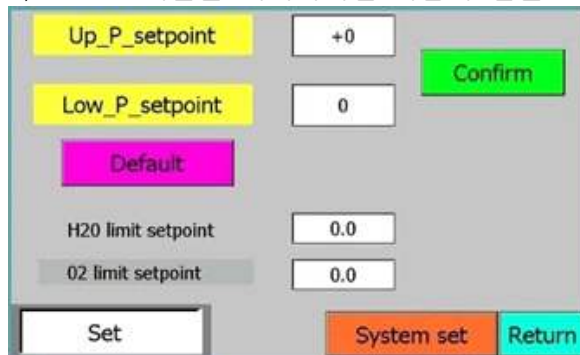 Up_P_setpoint +0
Confirm
Low_P_setpoint 0
Default
H20 limit setpoint 0.0
02 limit setpoint 0.0
Set System set Return